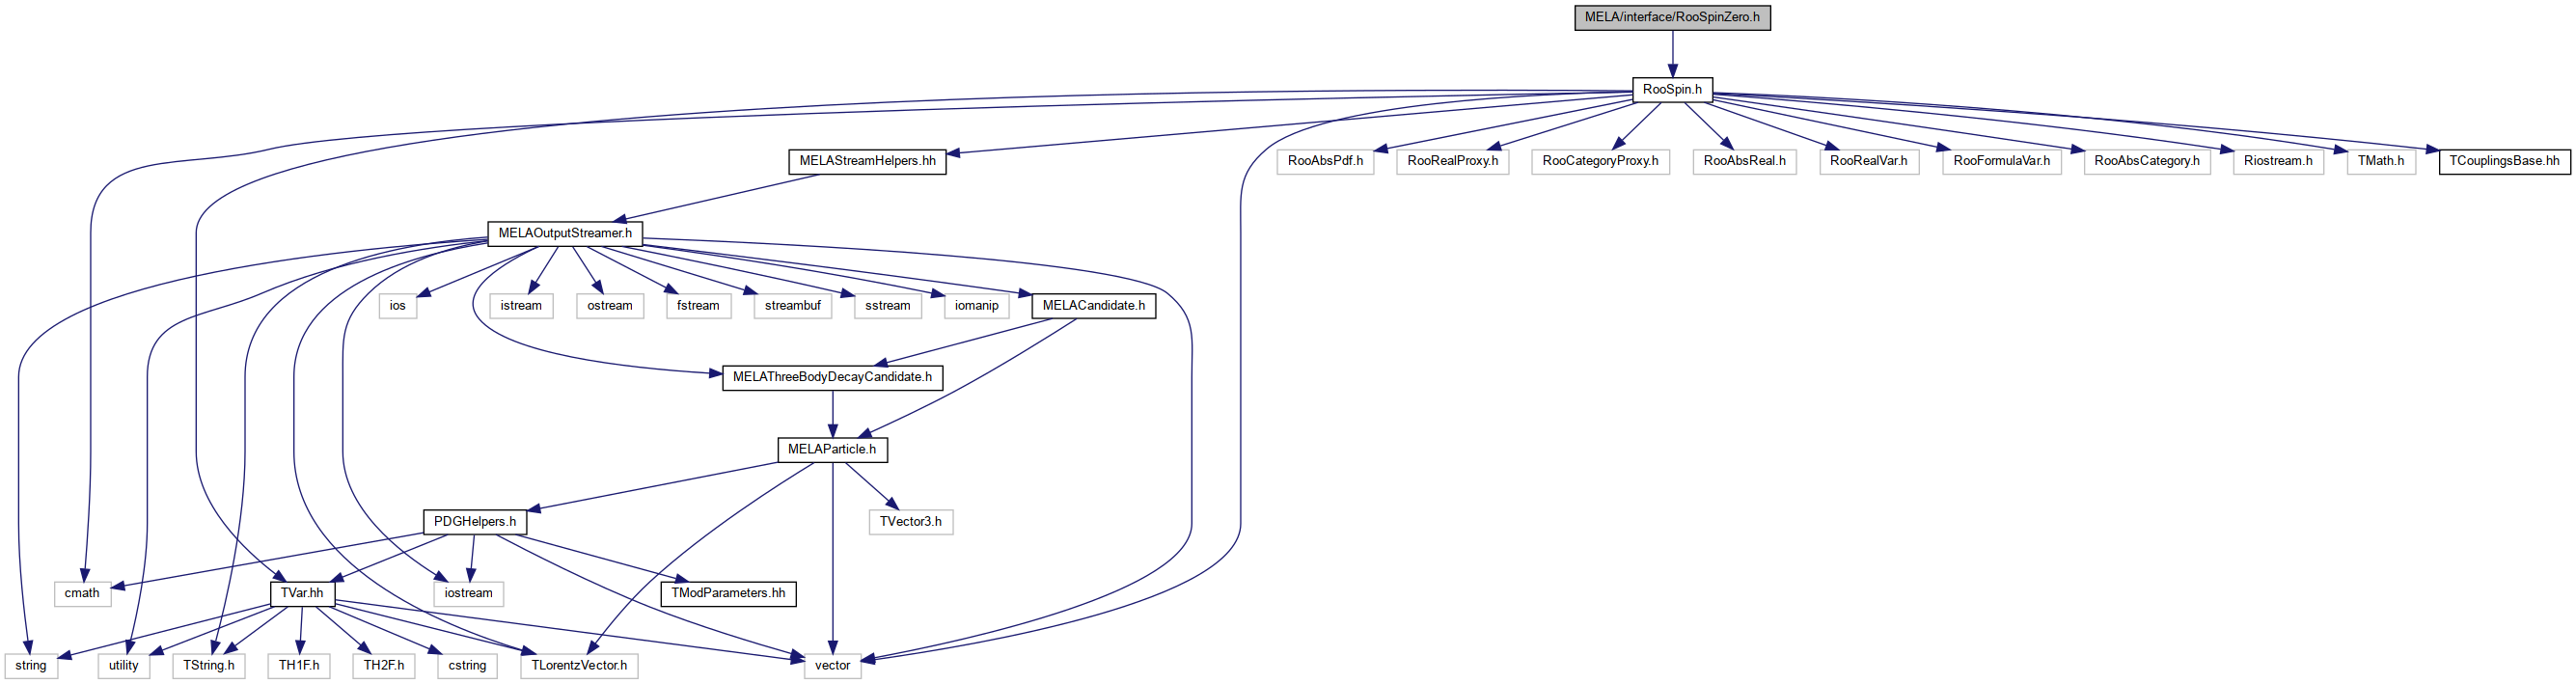 MELA/interface/RooSpinZero.h
RooSpin.h
MELAStreamHelpers.hh
RooAbsPdf.h
RooRealProxy.h
RooCategoryProxy.h
RooAbsReal.h
RooRealVar.h
RooFormulaVar.h
RooAbsCategory.h
Riostream.h
TMath.h
TCouplingsBase.hh
MELAOutputStreamer.h
ios
istream
ostream
fstream
streambuf
sstream
iomanip
MELACandidate.h
MELAThreeBodyDecayCandidate.h
MELAParticle.h
PDGHelpers.h
TVector3.h
cmath
TVar.hh
iostream
TModParameters.hh
string
utility
TString.h
TH1F.h
TH2F.h
cstring
TLorentzVector.h
vector